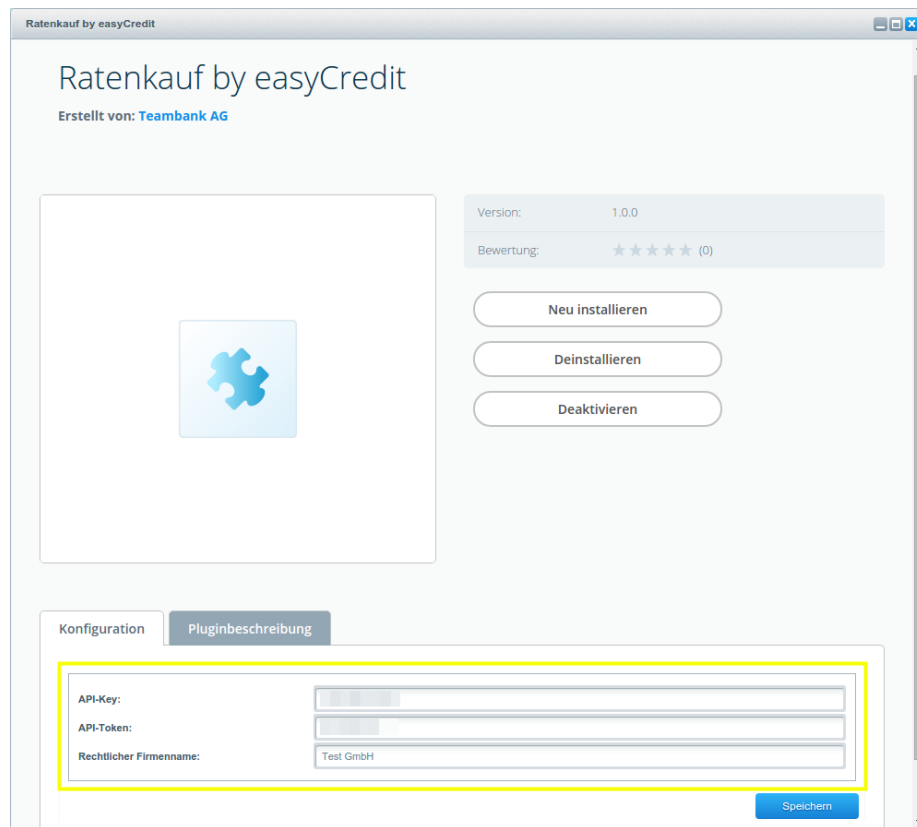 Ratenkauf by easyCredit
Ratenkauf by easyCredit
Erstellt von: Teambank AG
Version: 1.0.0
Bewertung: (0)
Neu installieren
Deinstallieren
Deaktivieren
Konfiguration Pluginbeschreibung
API-Key:
API-Token:
Rechtlicher Firmenname: Test GmbH
Speichern